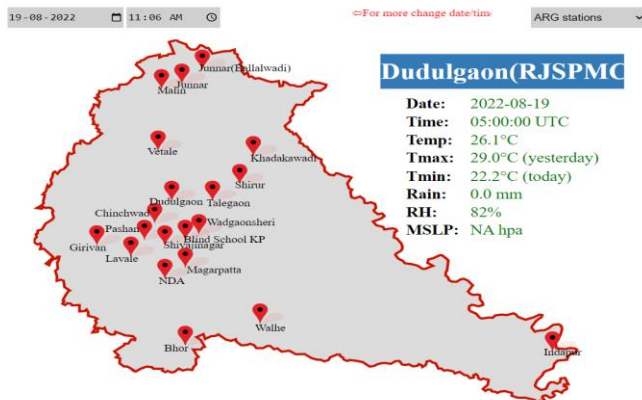 19-08-2022 11:06 AM
⇐For more change date/time
ARG stations
Junnar(Ballalwadi)
Junnar
Malin
Vetale
Khadakawadi
Shirur
Dudulgaon
Talegaon
Chinchwad
Wadgaonsheri
Pashan
Blind School KP
Shivajinagar
Girivan
Lavale
Magarpatta
NDA
Walhe
Bhor
Indapur
Dudulgaon(RJSPMC
Date: 2022-08-19
Time: 05:00:00 UTC
Temp: 26.1°C
Tmax: 29.0°C (yesterday)
Tmin: 22.2°C (today)
Rain: 0.0 mm
RH: 82%
MSLP: NA hpa